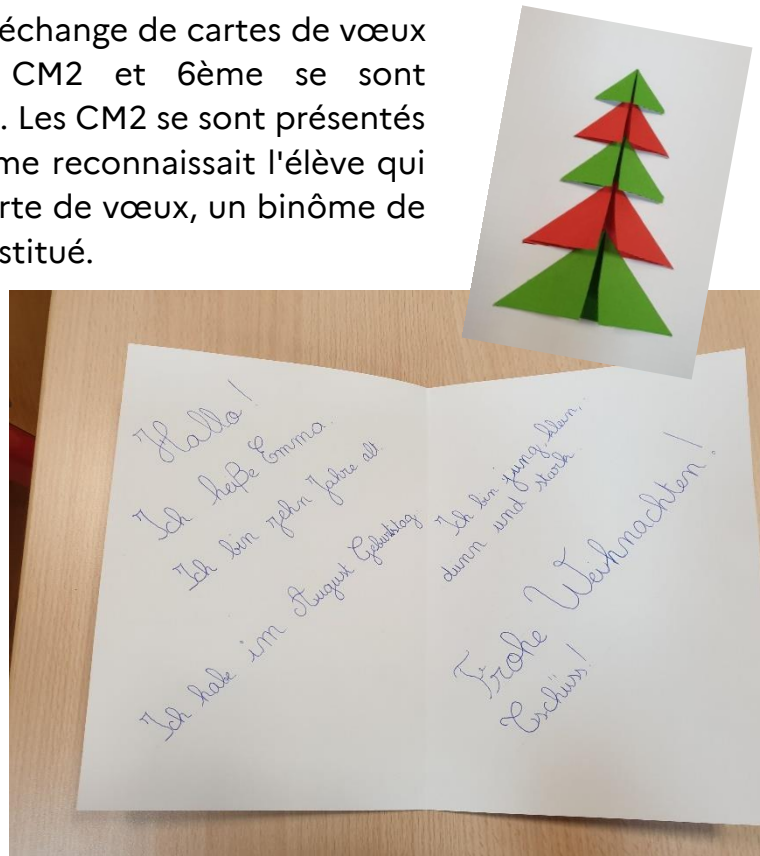 échange de cartes de vœux
CM2 et 6ème se sont
. Les CM2 se sont présentés
me reconnaissait l'élève qui
rte de vœux, un binôme de
stitué.
Hallo!
Ich heiße Emma.
Ich bin zehn Jahre alt.
Ich habe im August Geburtstag.
Ich bin jung, klein,
dunn und stark.
Frohe Weihnachten!
Tschüss!